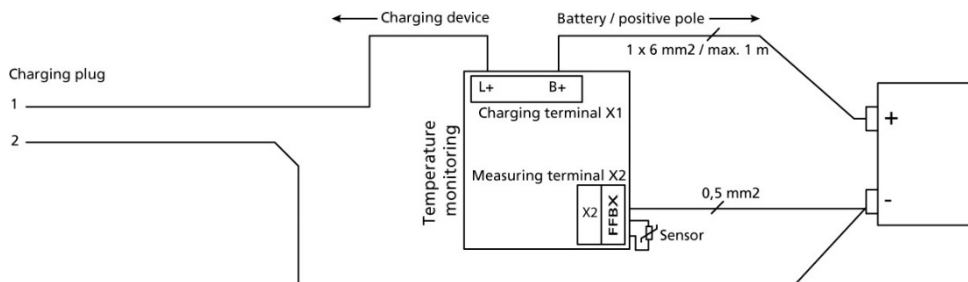 Charging device
Battery / positive pole
1 x 6 mm2 / max. 1 m
Charging plug
1
2
L+
B+
Charging terminal X1
Temperature
monitoring
Measuring terminal X2
X2
FFBX
Sensor
0,5 mm2
+
-